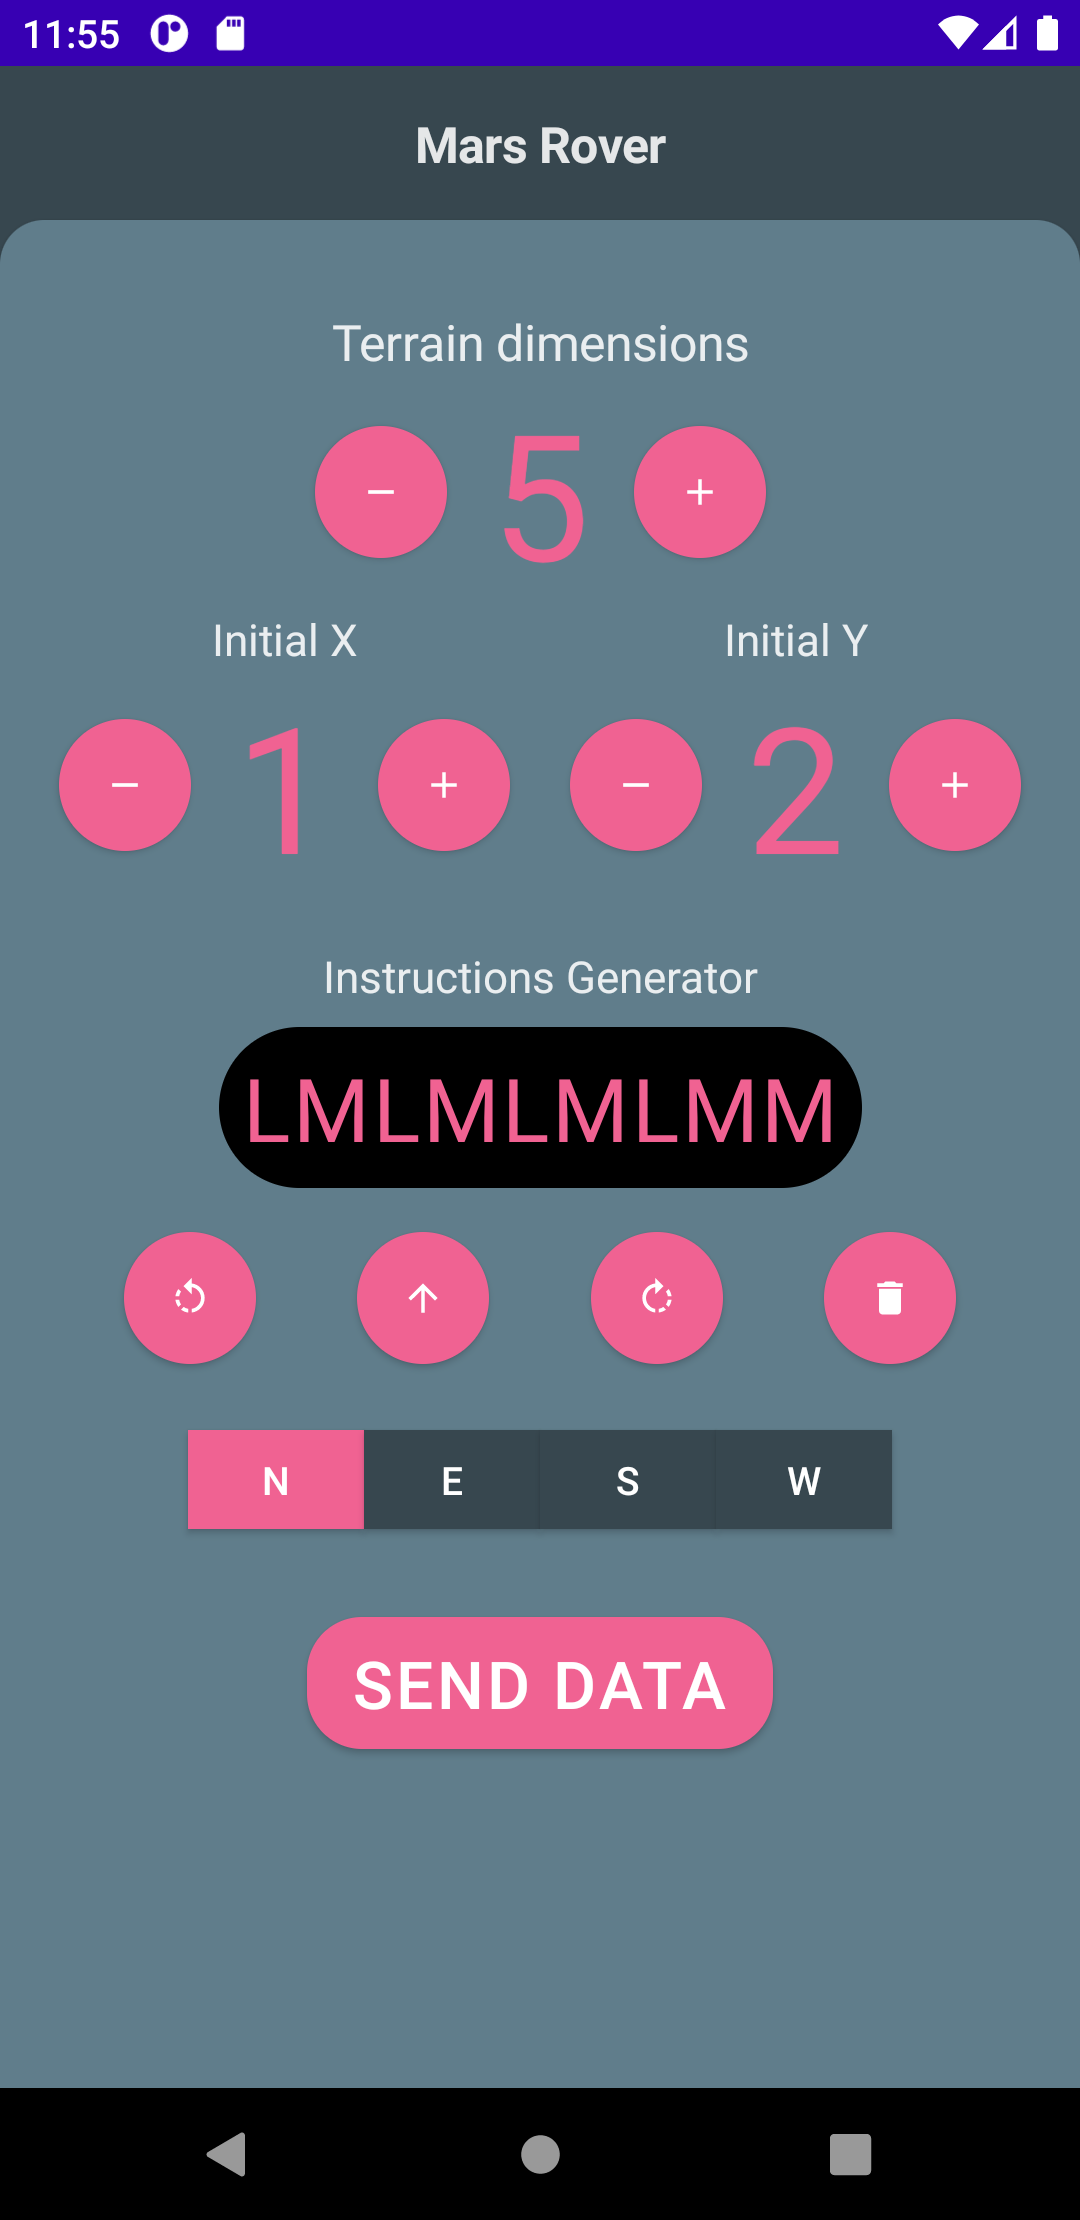 11:55
Mars Rover
Terrain dimensions
− 5 +
Initial X Initial Y
− 1 + − 2 +
Instructions Generator
LMLMLMLMM
N E S W
SEND DATA